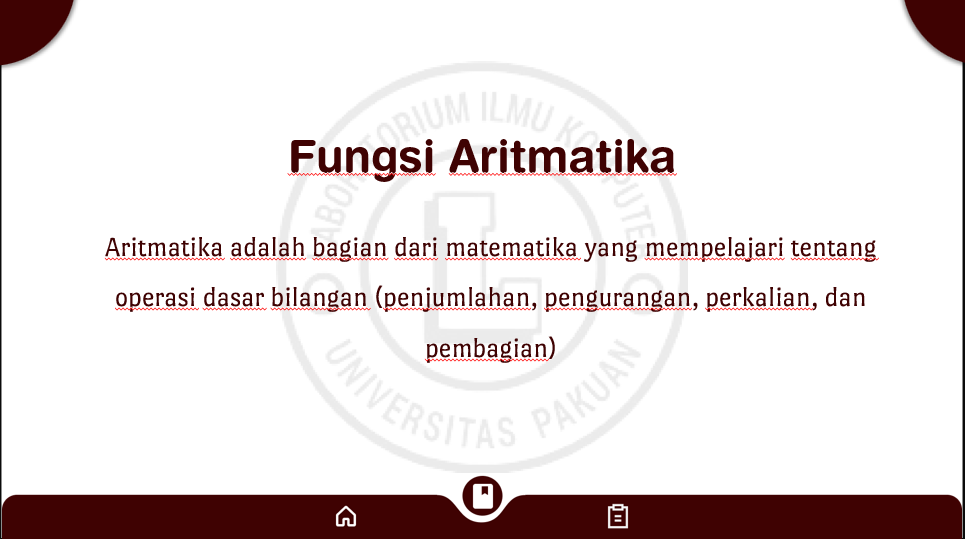 Fungsi Aritmatika
Aritmatika adalah bagian dari matematika yang mempelajari tentang
operasi dasar bilangan (penjumlahan, pengurangan, perkalian, dan
pembagian)
LABORATORIUM ILMU KOMPUTER
UNIVERSITAS PAKUAN